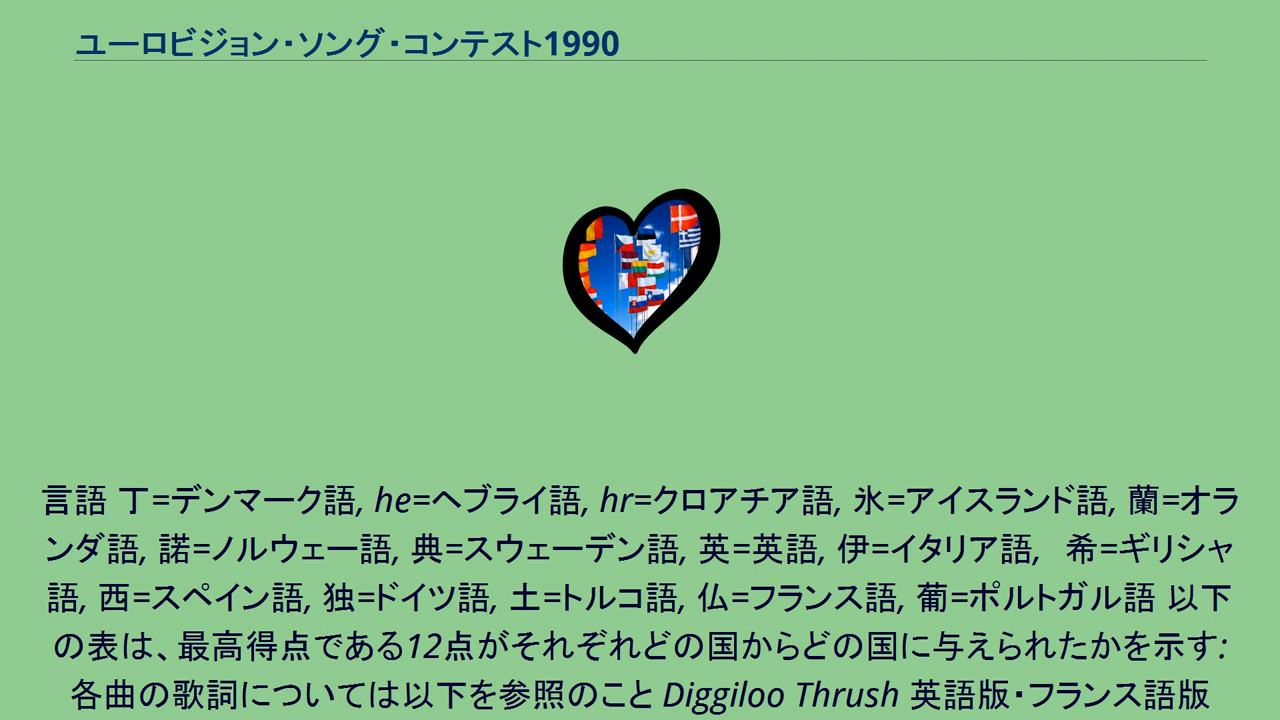 ユーロビジョン・ソング・コンテスト1990
言語 丁=デンマーク語, he=ヘブライ語, hr=クロアチア語, 氷=アイスランド語, 蘭=オラ
ンダ語, 諾=ノルウェー語, 典=スウェーデン語, 英=英語, 伊=イタリア語,   希=ギリシャ
語, 西=スペイン語, 独=ドイツ語, 土=トルコ語, 仏=フランス語, 葡=ポルトガル語 以下
の表は、最高得点である12点がそれぞれどの国からどの国に与えられたかを示す:
各曲の歌詞については以下を参照のこと Diggiloo Thrush 英語版・フランス語版